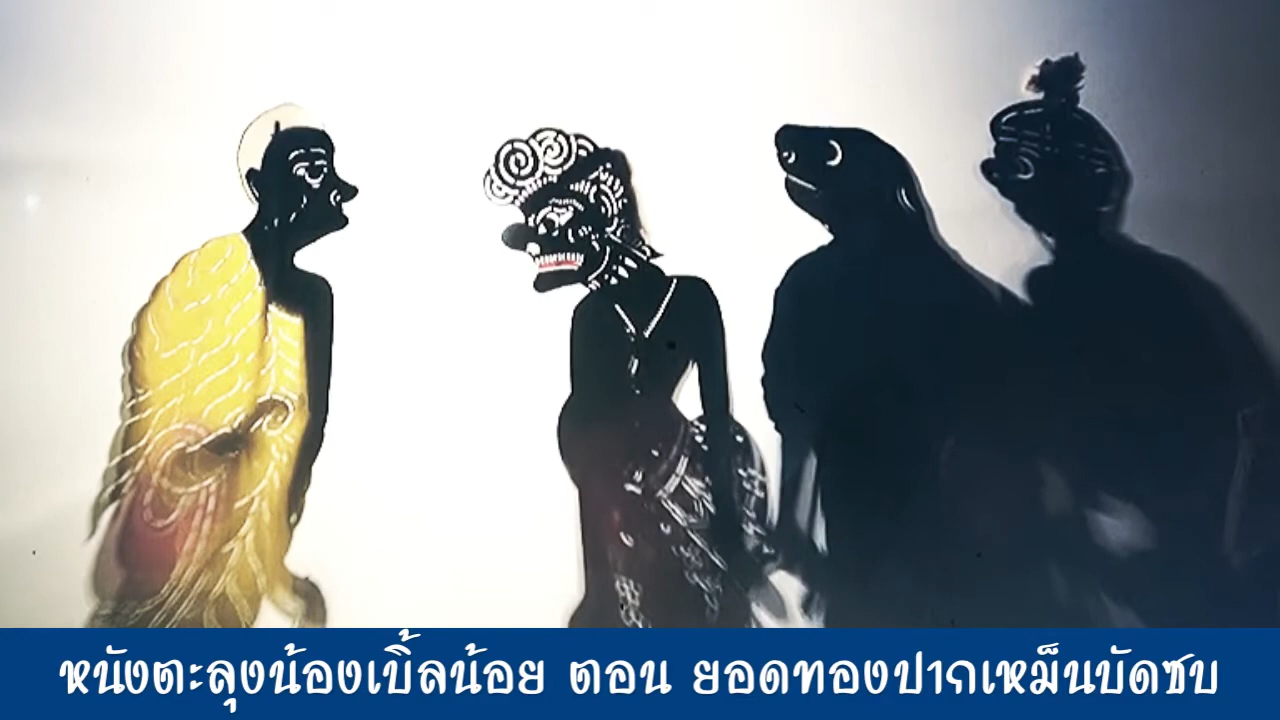 หนังตะลุงน้องเบิ้ลน้อย ตอน ยอดทองปากเหม็นบัดซบ